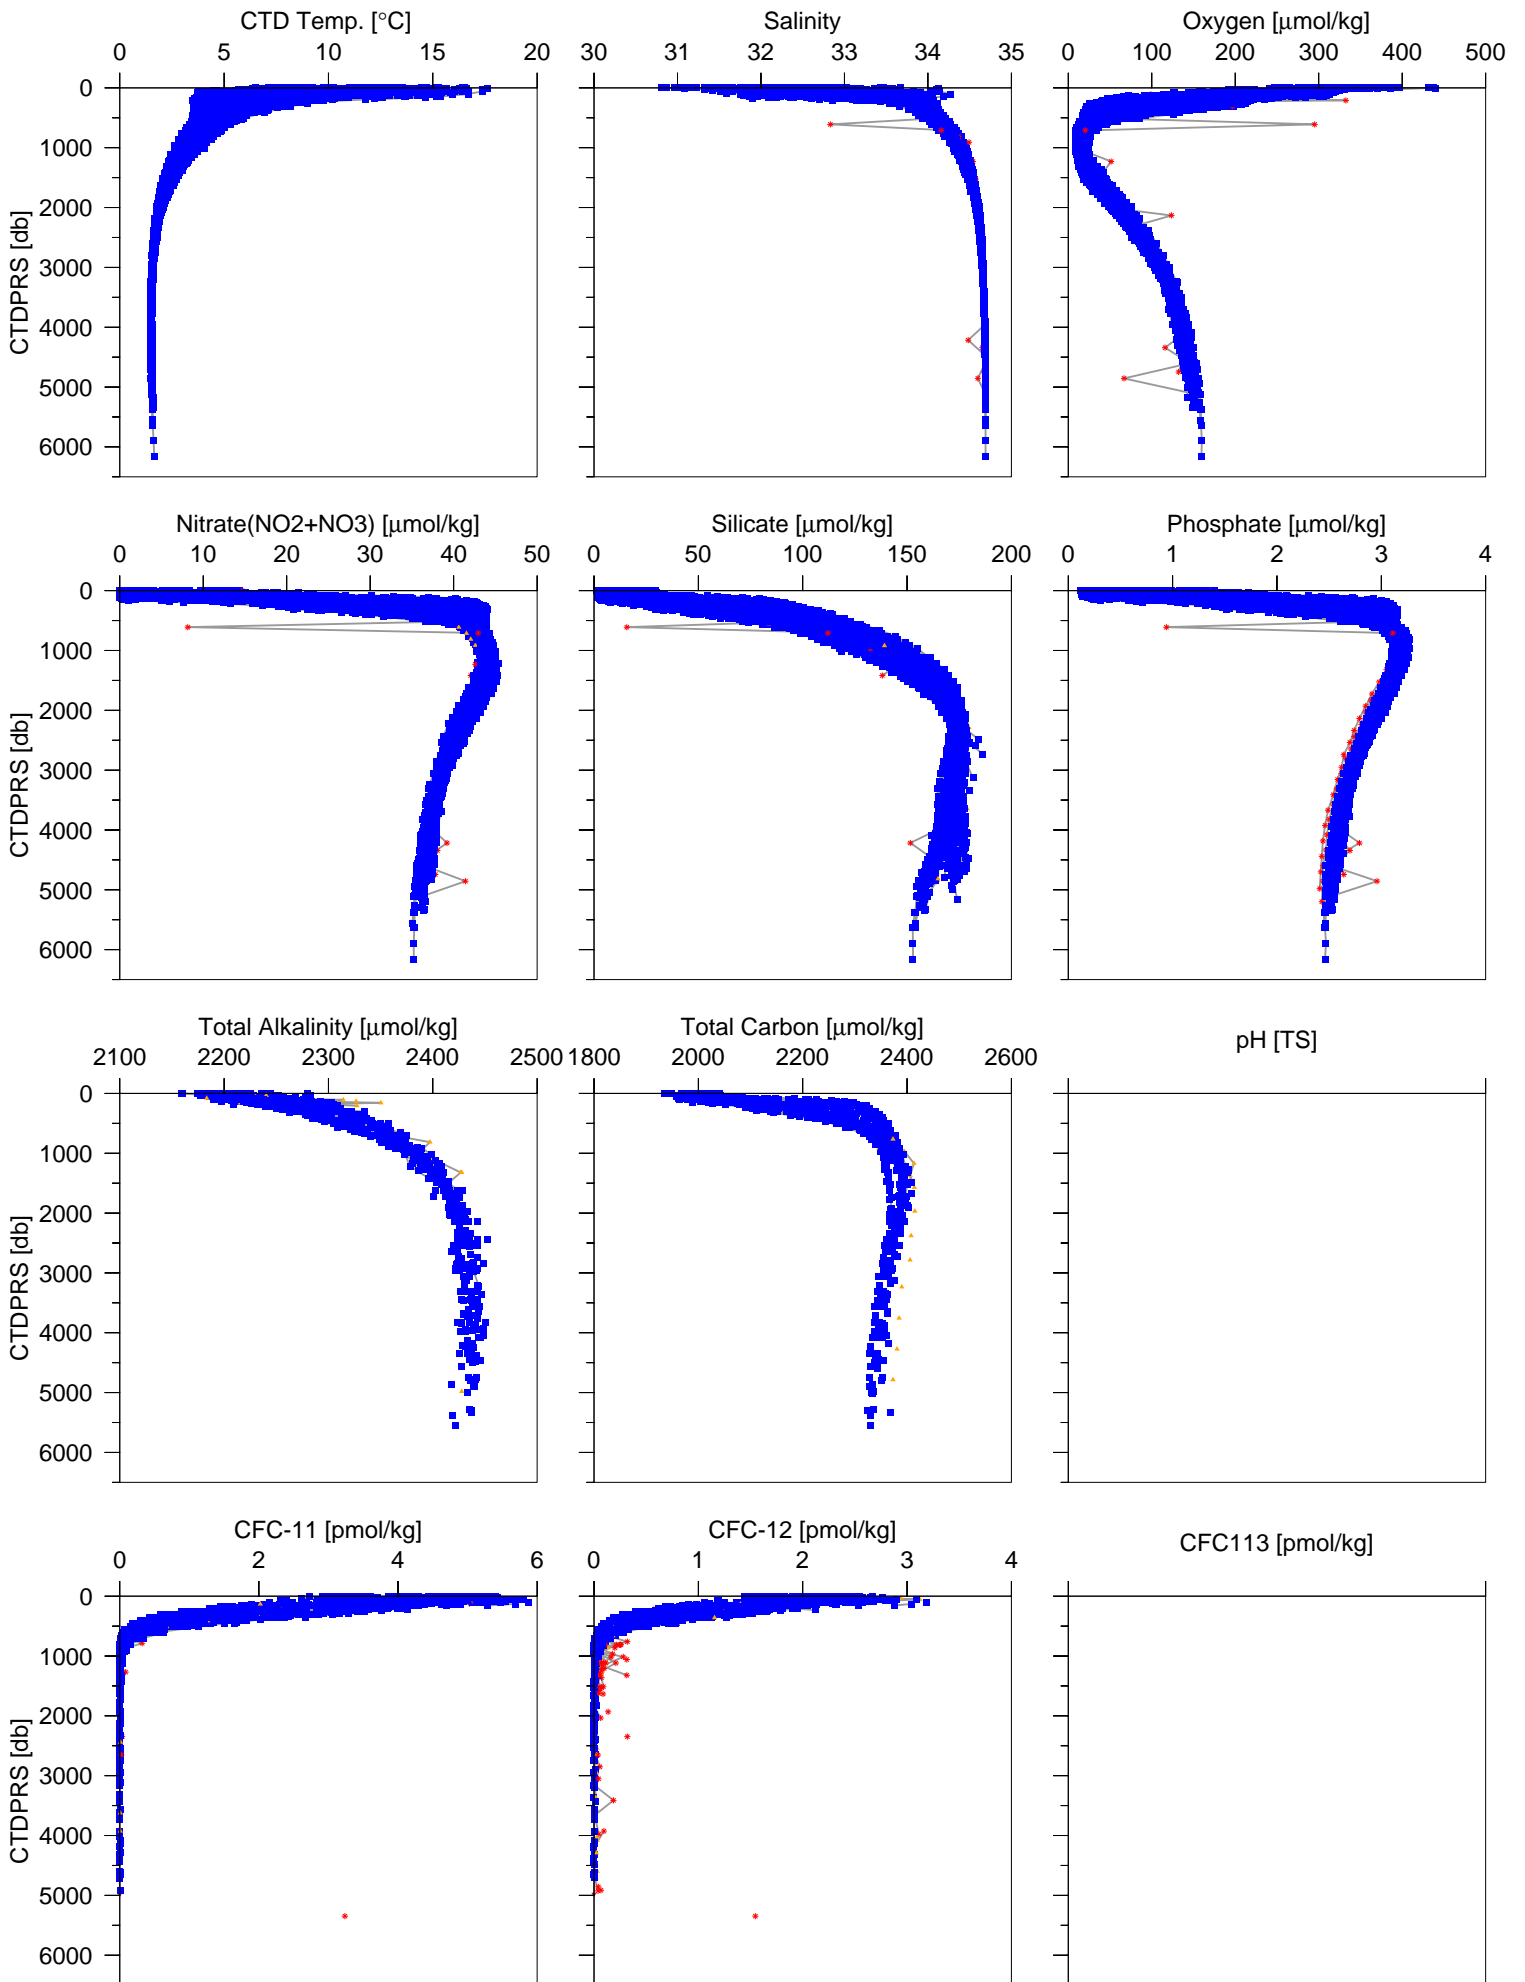 CTD Temp. [°C] Salinity Oxygen [µmol/kg]
0 5 10 15 20 30 31 32 33 34 35 0 100 200 300 400 500
0
1000
2000
3000
4000
5000
6000
CTDPRS [db]
Nitrate(NO2+NO3) [µmol/kg] Silicate [µmol/kg] Phosphate [µmol/kg]
0 10 20 30 40 50 0 50 100 150 200 0 1 2 3 4
0
1000
2000
3000
4000
5000
6000
CTDPRS [db]
Total Alkalinity [µmol/kg] Total Carbon [µmol/kg] pH [TS]
2100 2200 2300 2400 2500 1800 2000 2200 2400 2600
0
1000
2000
3000
4000
5000
6000
CTDPRS [db]
CFC-11 [pmol/kg] CFC-12 [pmol/kg] CFC113 [pmol/kg]
0 2 4 6 0 1 2 3 4
0
1000
2000
3000
4000
5000
6000
CTDPRS [db]